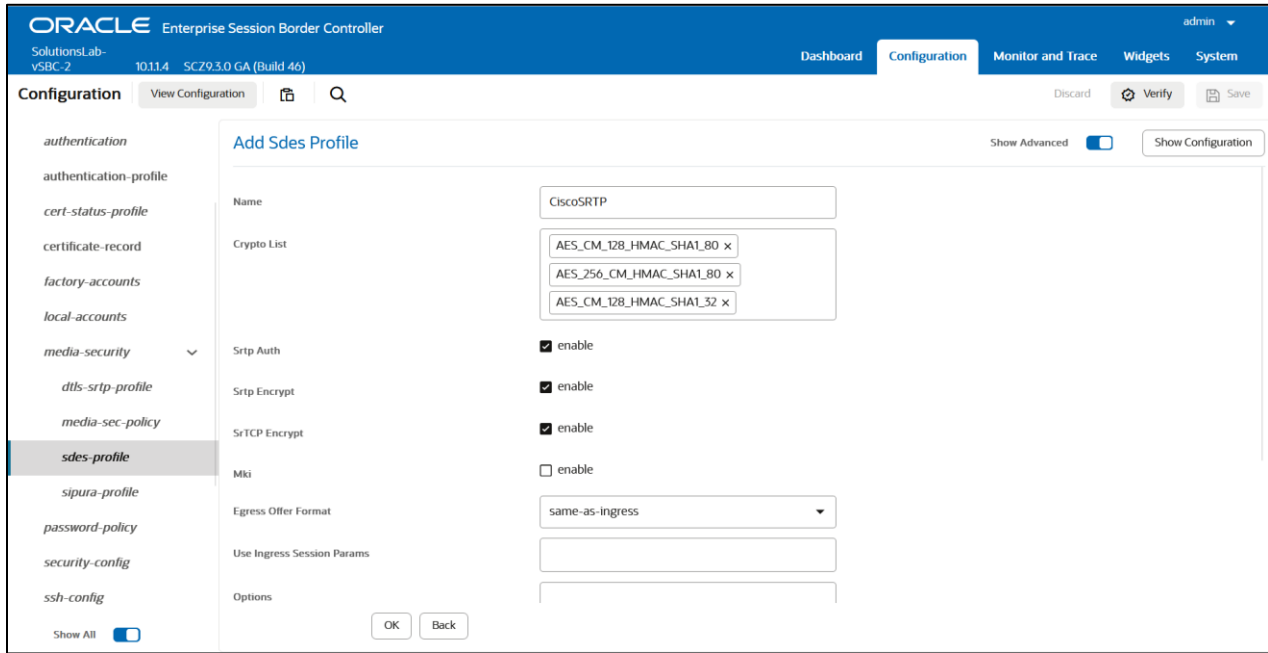 ORACLE Enterprise Session Border Controller
admin
SolutionsLab-
vSBC-2 10.1.1.4 SCZ9.3.0 GA (Build 46)
Dashboard Configuration Monitor and Trace Widgets System
Configuration View Configuration Discard Verify Save
authentication
authentication-profile
cert-status-profile
certificate-record
factory-accounts
local-accounts
media-security
dtls-srtp-profile
media-sec-policy
sdes-profile
sipura-profile
password-policy
security-config
ssh-config
Show All
Add Sdes Profile
Show Advanced Show Configuration
Name CiscoSRTP
Crypto List AES_CM_128_HMAC_SHA1_80 ×
AES_256_CM_HMAC_SHA1_80 ×
AES_CM_128_HMAC_SHA1_32 ×
Srtp Auth enable
Srtp Encrypt enable
SrTCP Encrypt enable
Mki enable
Egress Offer Format same-as-ingress
Use Ingress Session Params
Options
OK Back